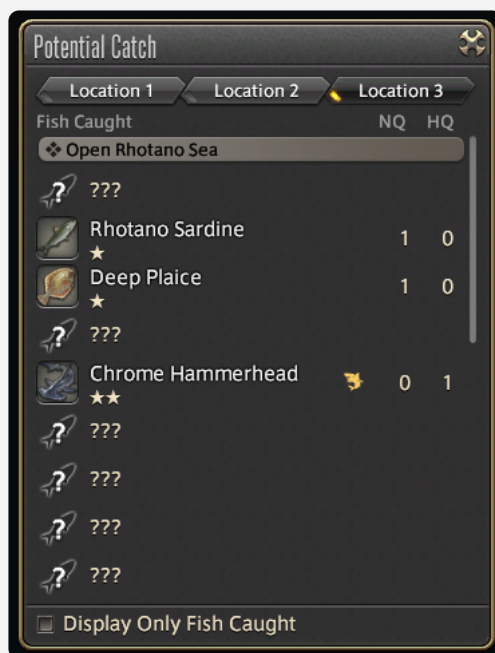 Potential Catch
Location 1 Location 2 Location 3
Fish Caught NQ HQ
Open Rhotano Sea
???
Rhotano Sardine 1 0
★
Deep Plaice 1 0
★
???
Chrome Hammerhead 0 1
★★
???
???
???
???
Display Only Fish Caught